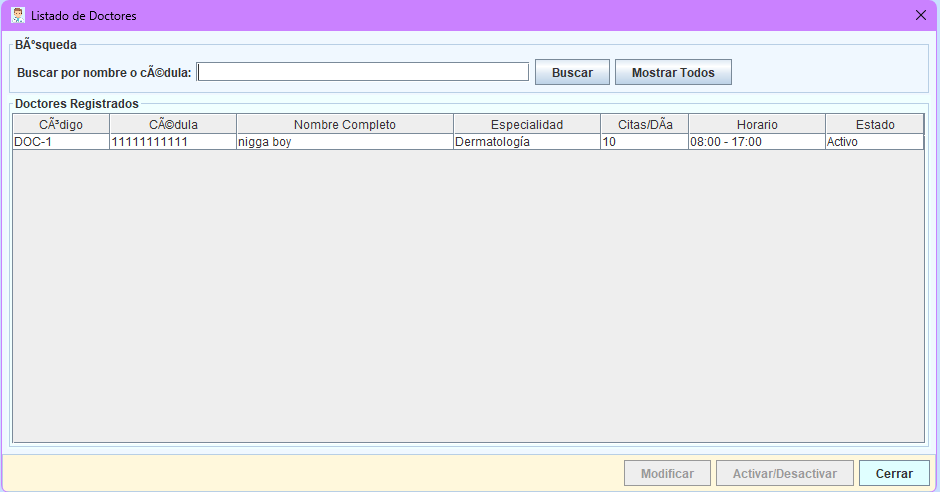 Listado de Doctores
BÃºsqueda
Buscar por nombre o cÃ©dula: Buscar Mostrar Todos
Doctores Registrados
CÃ³digo CÃ©dula Nombre Completo Especialidad Citas/DÃa Horario Estado
DOC-1 11111111111 nigga boy Dermatología 10 08:00 - 17:00 Activo
Modificar Activar/Desactivar Cerrar